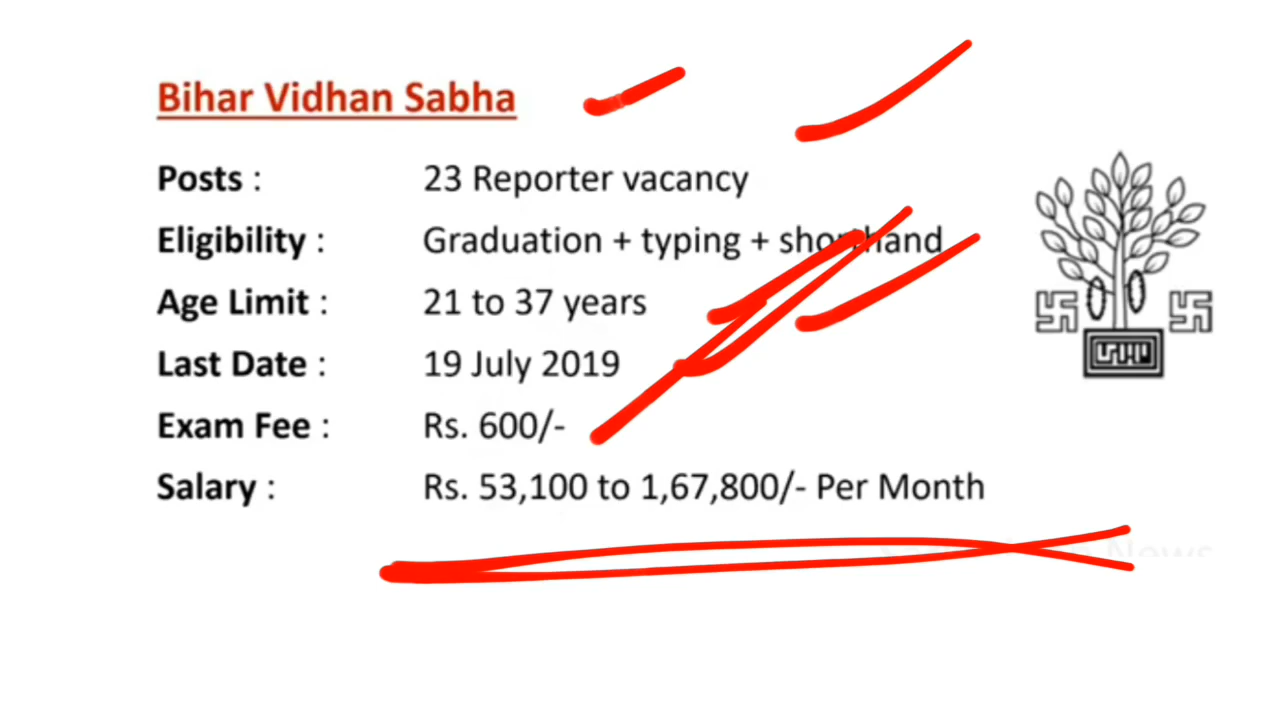 Bihar Vidhan Sabha
Posts : 23 Reporter vacancy
Eligibility : Graduation + typing + shorthand
Age Limit : 21 to 37 years
Last Date : 19 July 2019
Exam Fee : Rs. 600/-
Salary : Rs. 53,100 to 1,67,800/- Per Month
News